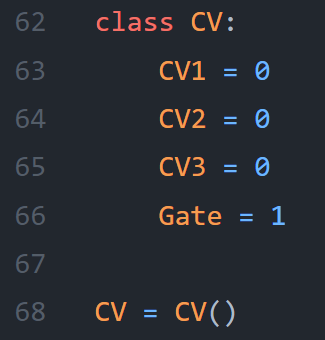 62 class CV:
63     CV1 = 0
64     CV2 = 0
65     CV3 = 0
66     Gate = 1
67
68 CV = CV()